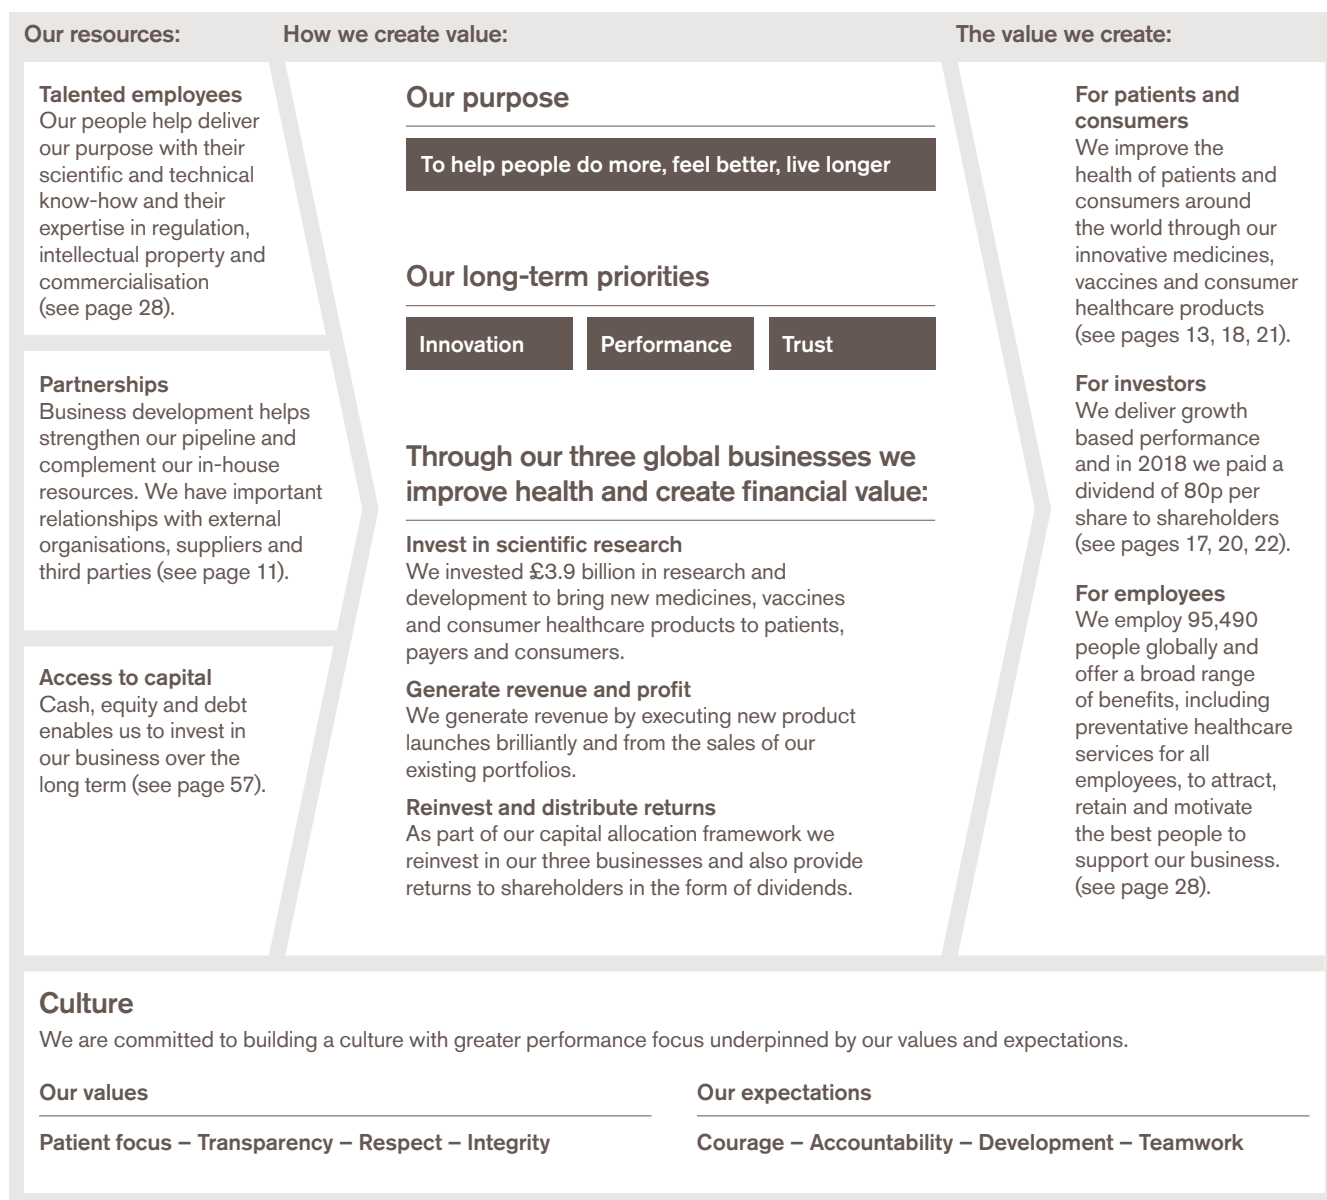 Our resources:
How we create value:
The value we create:
Talented employees
Our people help deliver
our purpose with their
scientific and technical
know-how and their
expertise in regulation,
intellectual property and
commercialisation
(see page 28).
Partnerships
Business development helps
strengthen our pipeline and
complement our in-house
resources. We have important
relationships with external
organisations, suppliers and
third parties (see page 11).
Access to capital
Cash, equity and debt
enables us to invest in
our business over the
long term (see page 57).
Our purpose
To help people do more, feel better, live longer
Our long-term priorities
Innovation
Performance
Trust
Through our three global businesses we
improve health and create financial value:
Invest in scientific research
We invested £3.9 billion in research and
development to bring new medicines, vaccines
and consumer healthcare products to patients,
payers and consumers.
Generate revenue and profit
We generate revenue by executing new product
launches brilliantly and from the sales of our
existing portfolios.
Reinvest and distribute returns
As part of our capital allocation framework we
reinvest in our three businesses and also provide
returns to shareholders in the form of dividends.
For patients and
consumers
We improve the
health of patients and
consumers around
the world through our
innovative medicines,
vaccines and consumer
healthcare products
(see pages 13, 18, 21).
For investors
We deliver growth
based performance
and in 2018 we paid a
dividend of 80p per
share to shareholders
(see pages 17, 20, 22).
For employees
We employ 95,490
people globally and
offer a broad range
of benefits, including
preventative healthcare
services for all
employees, to attract,
retain and motivate
the best people to
support our business.
(see page 28).
Culture
We are committed to building a culture with greater performance focus underpinned by our values and expectations.
Our values
Patient focus – Transparency – Respect – Integrity
Our expectations
Courage – Accountability – Development – Teamwork